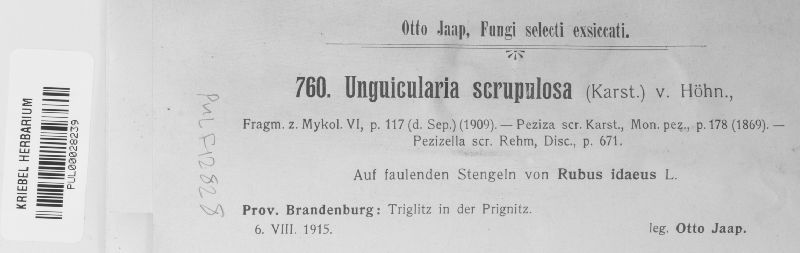 Otto Jaap, Fungi selecti exsiccati.
760. Unguicularia scrupulosa (Karst.) v. Höhn.,
Fragm. z. Mykol. VI, p. 117 (d. Sep.) (1909). — Peziza scr. Karst., Mon. pez., p. 178 (1869). —
Pezizella scr. Rehm, Disc., p. 671.
Auf faulenden Stengeln von Rubus idaeus L.
Prov. Brandenburg: Triglitz in der Prignitz.
6. VIII. 1915.
leg. Otto Jaap.
KRIEBEL HERBARIUM
PUL00028239
PUL F12828